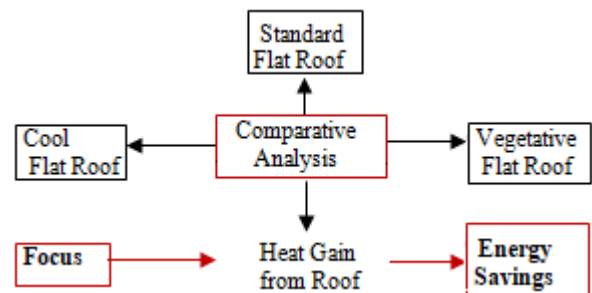 Standard
Flat Roof
Cool
Flat Roof
Comparative
Analysis
Vegetative
Flat Roof
Focus
Heat Gain
from Roof
Energy
Savings